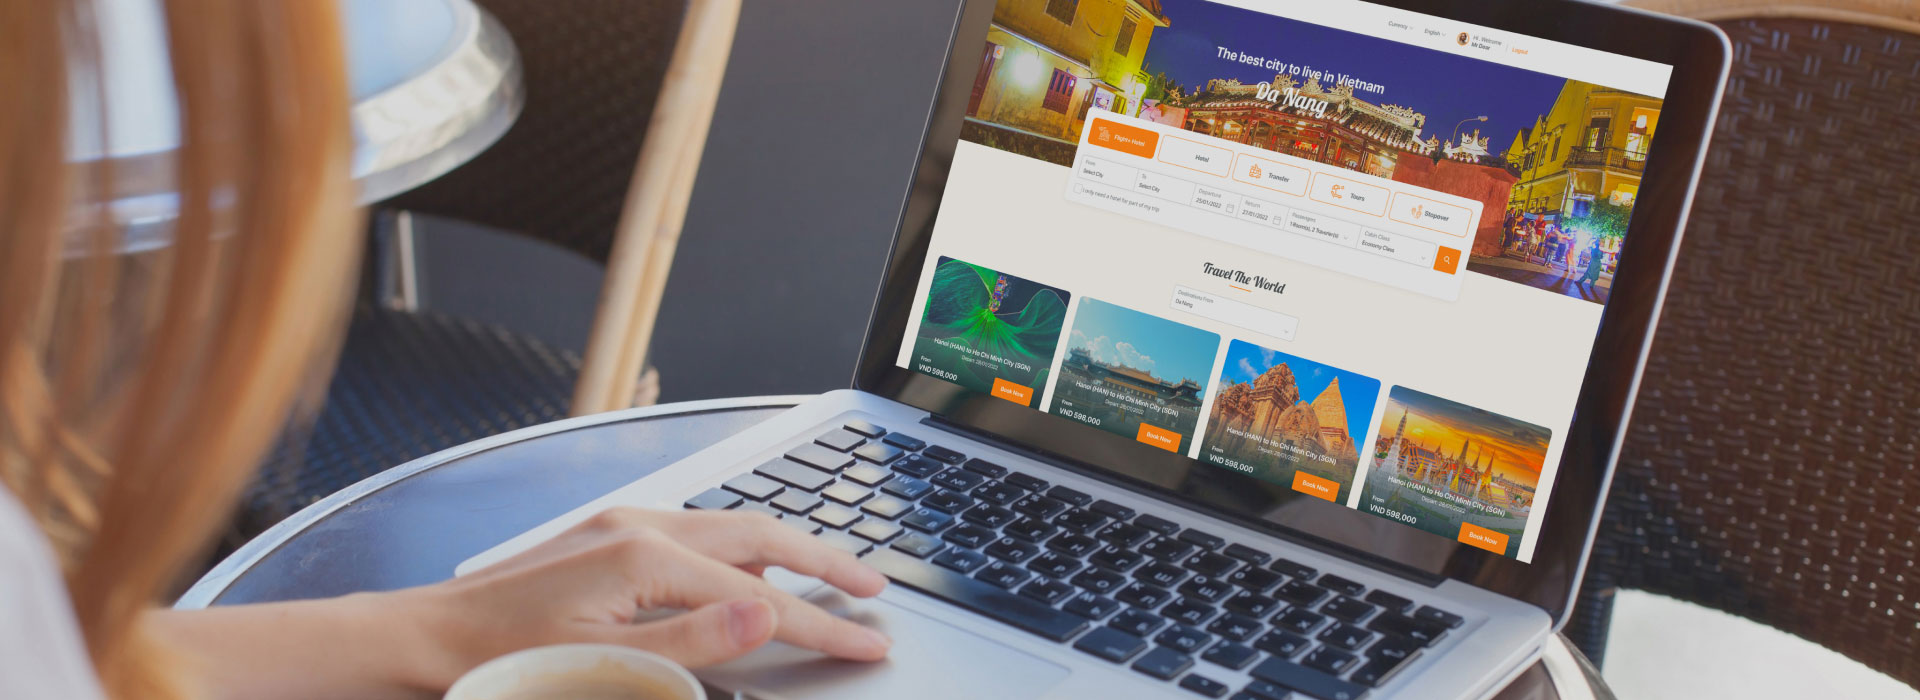 Currency
English
Hi, Welcome
Mr Dear
Logout
The best city to live in Vietnam
Da Nang
Flight+ Hotel
Hotel
Transfer
Tours
Stopover
From
Select City
To
Select City
Departure
25/01/2022
Return
27/01/2022
Passengers
1 Room(s), 2 Traveller(s)
Cabin Class
Economy Class
I only need a hotel for part of my trip
Travel The World
Destinations From
Da Nang
Hanoi (HAN) to Ho Chi Minh City (SGN)
Depart: 28/01/2022
From
VND 598,000
Book Now
Hanoi (HAN) to Ho Chi Minh City (SGN)
Depart: 28/01/2022
From
VND 598,000
Book Now
Hanoi (HAN) to Ho Chi Minh City (SGN)
Depart: 28/01/2022
From
VND 598,000
Book Now
Hanoi (HAN) to Ho Chi Minh City (SGN)
Depart: 28/01/2022
From
VND 598,000
Book Now